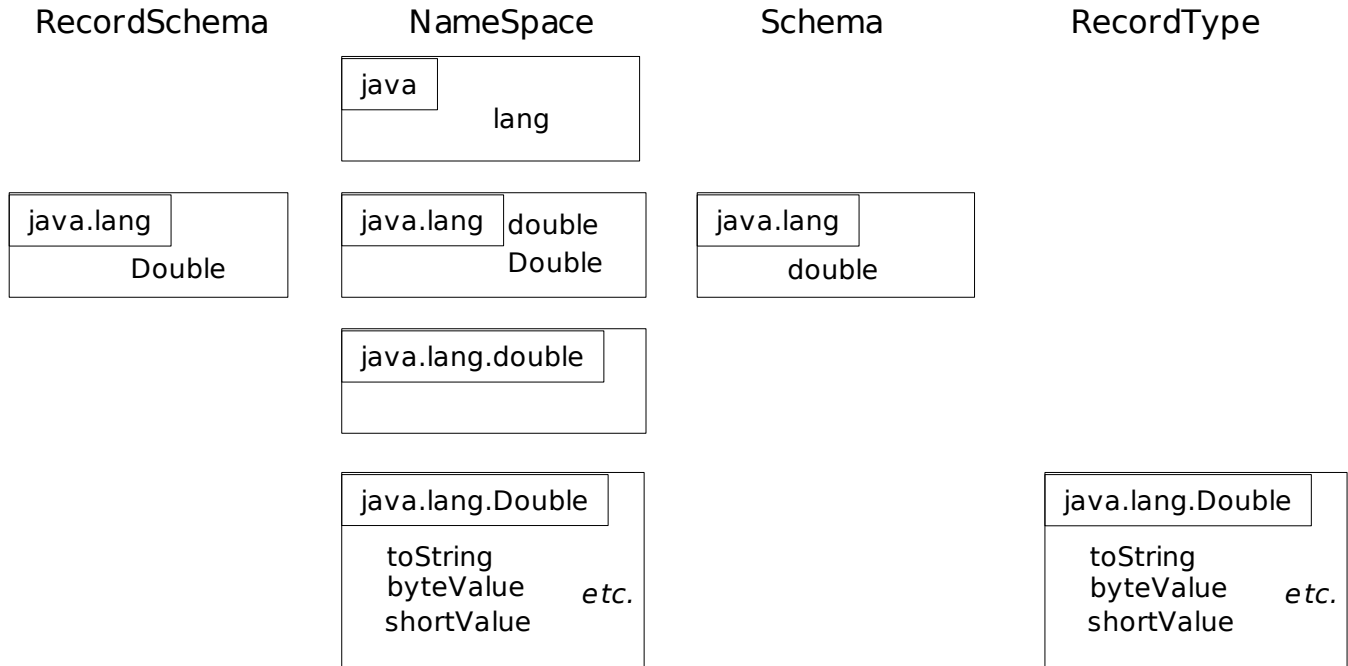 RecordSchema NameSpace Schema RecordType
java
lang
java.lang
Double
java.lang
double
Double
java.lang
double
java.lang.double
java.lang.Double
toString
byteValue etc.
shortValue
java.lang.Double
toString
byteValue etc.
shortValue